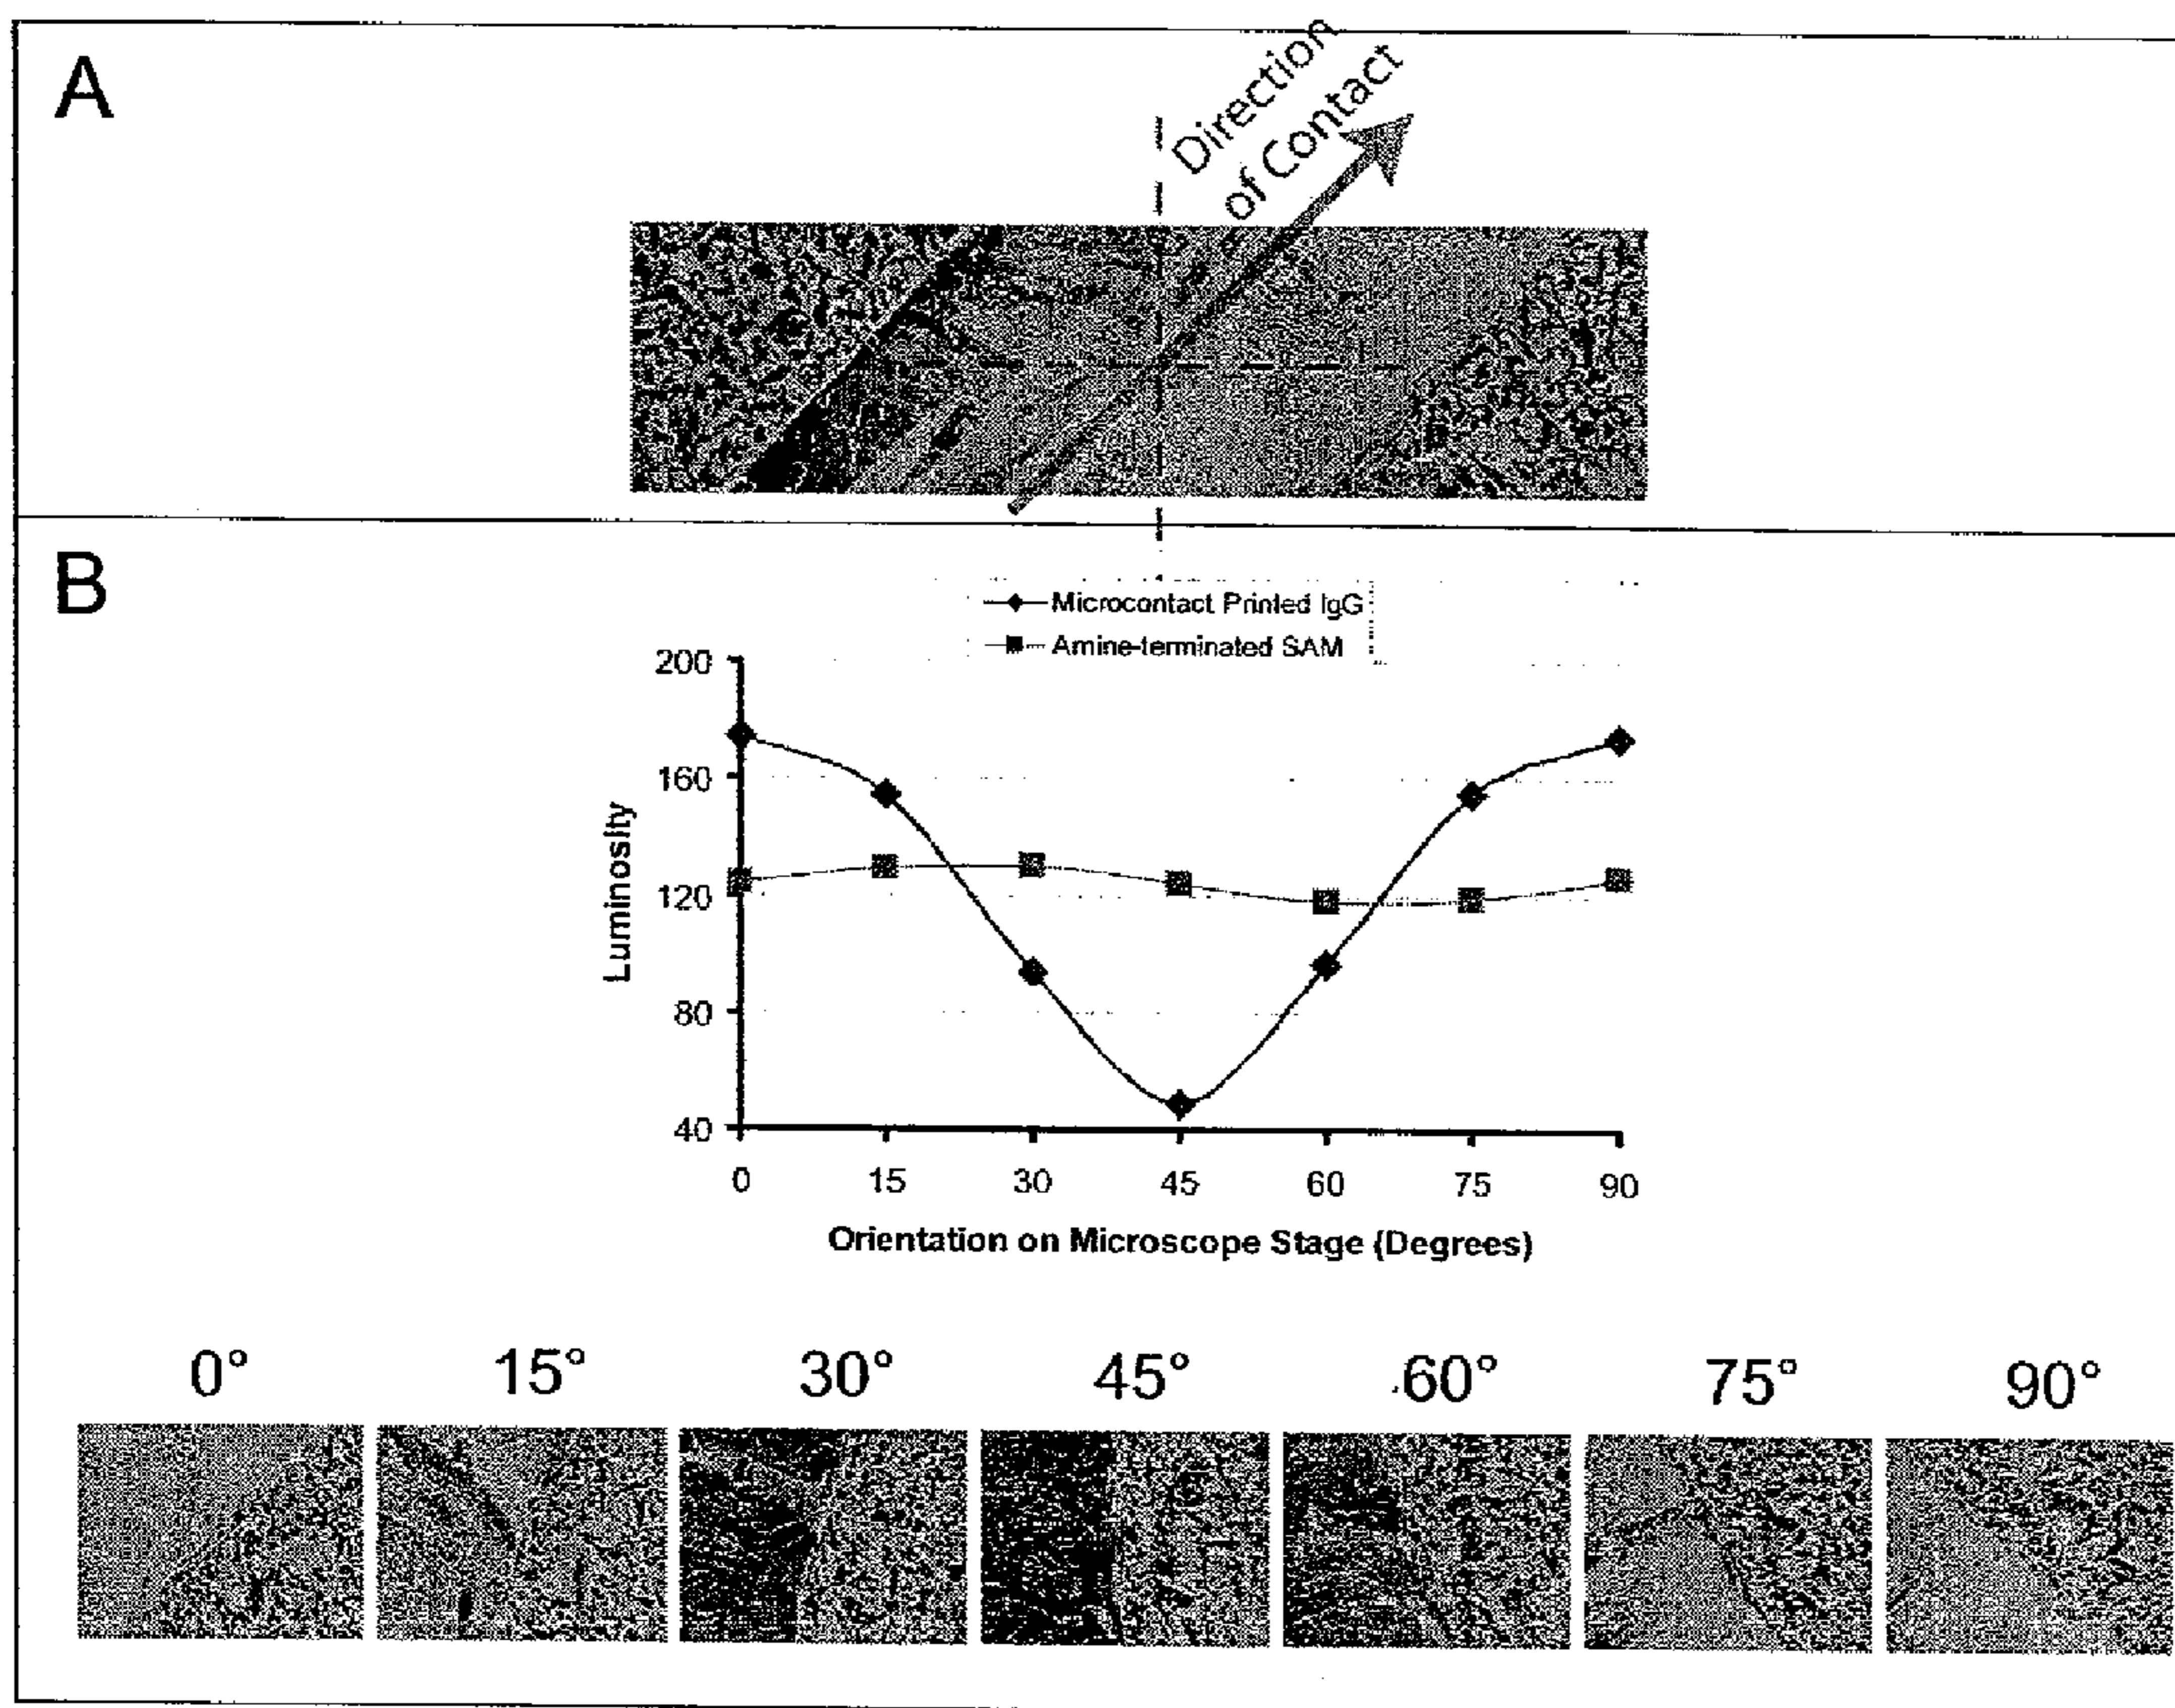 A
Direction
of Contact
B
Microcontact Printed IgG
Amine-terminated SAM
200
160
120
80
40
Luminosity
0 15 30 45 60 75 90
Orientation on Microscope Stage (Degrees)
0° 15° 30° 45° 60° 75° 90°